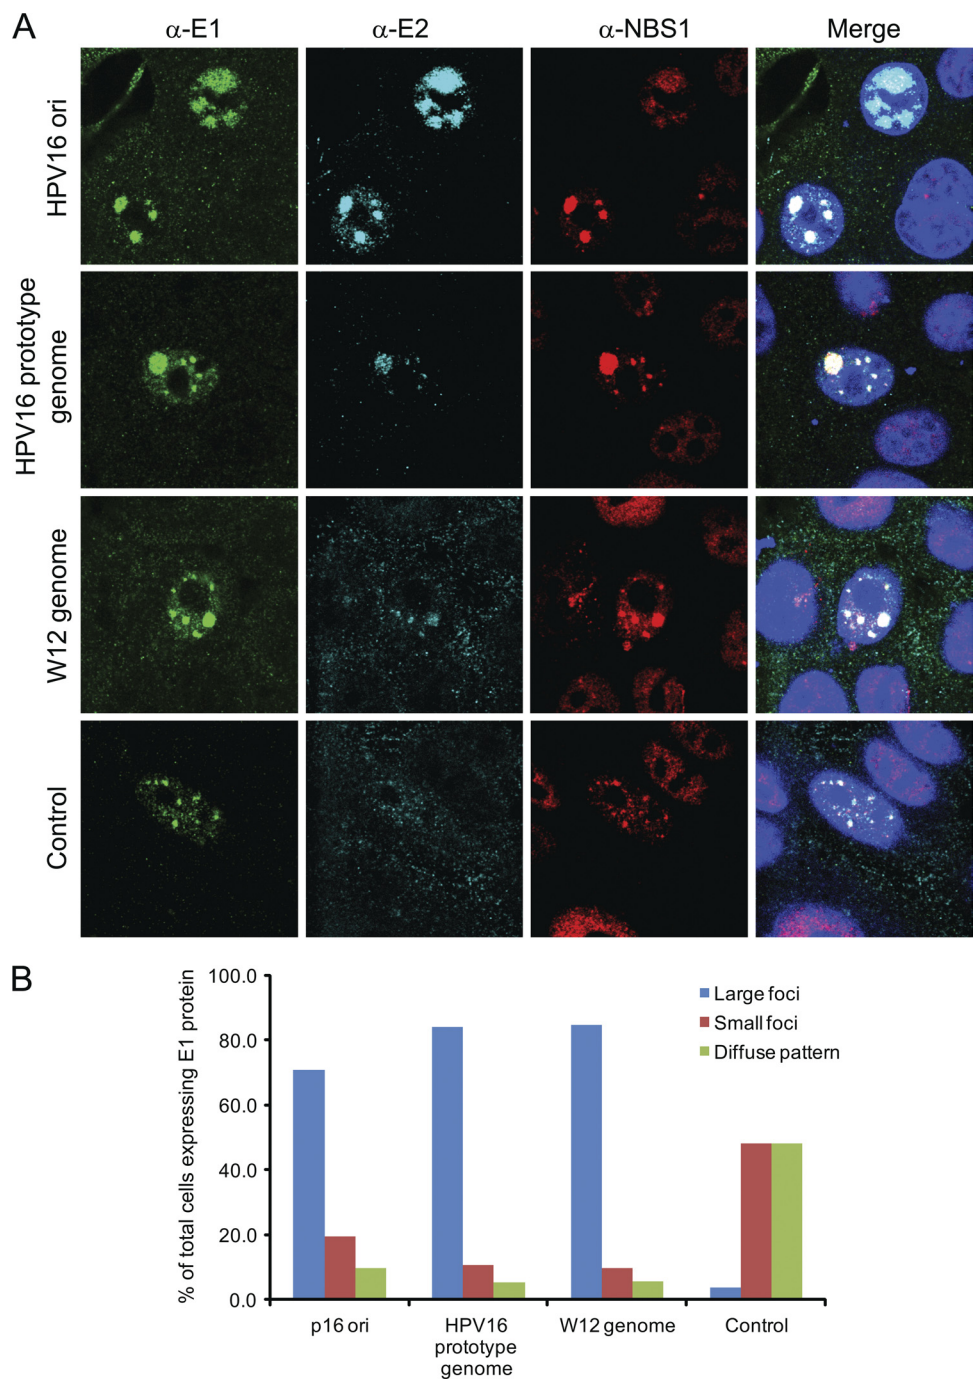 A
α-E1 α-E2 α-NBS1 Merge
HPV16 ori
HPV16 prototype
genome
W12 genome
Control
B
% of total cells expressing E1 protein
100.0
80.0
60.0
40.0
20.0
0.0
Large foci
Small foci
Diffuse pattern
p16 ori
HPV16
prototype
genome
W12 genome
Control